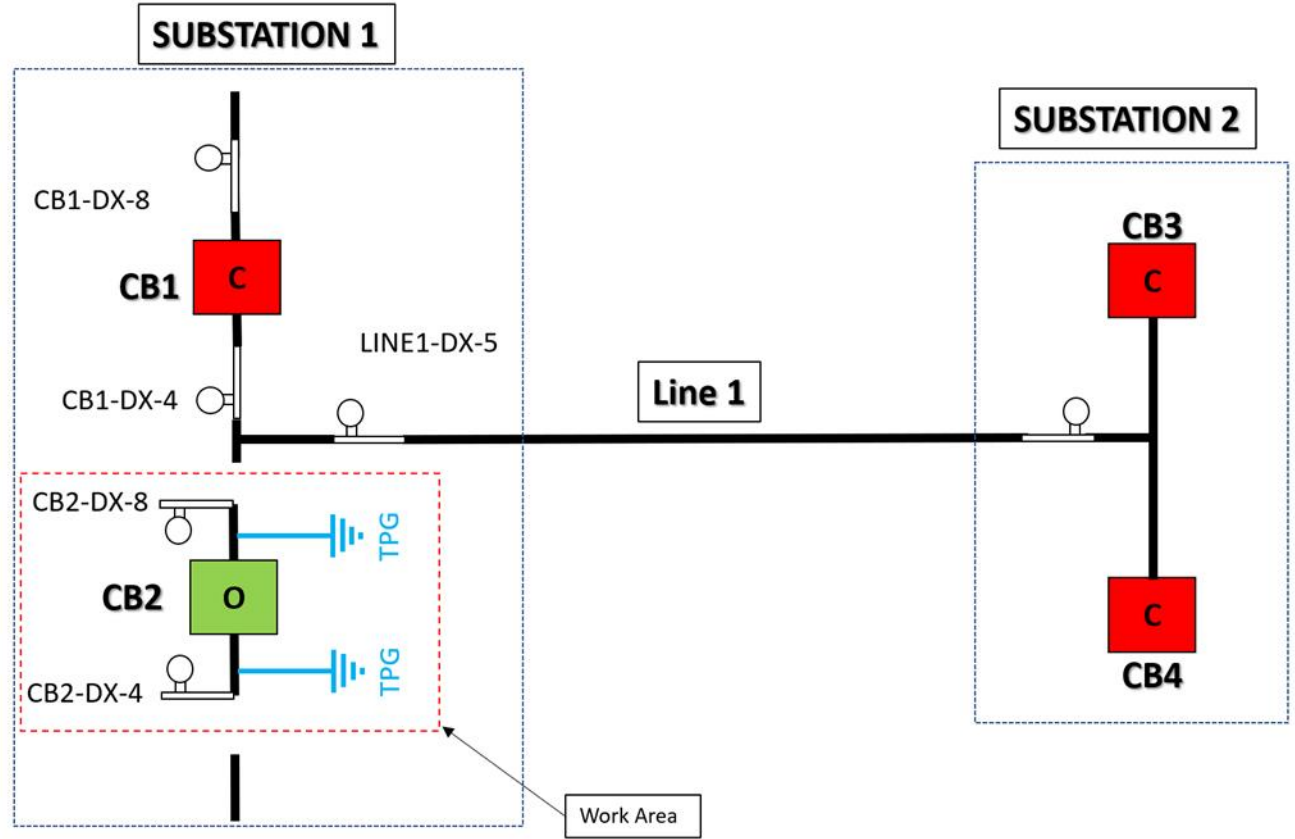 SUBSTATION 1
SUBSTATION 2
CB1-DX-8
CB1
C
LINE1-DX-5
CB1-DX-4
Line 1
CB3
C
CB2-DX-8
TPG
CB2
O
CB2-DX-4
TPG
C
CB4
Work Area